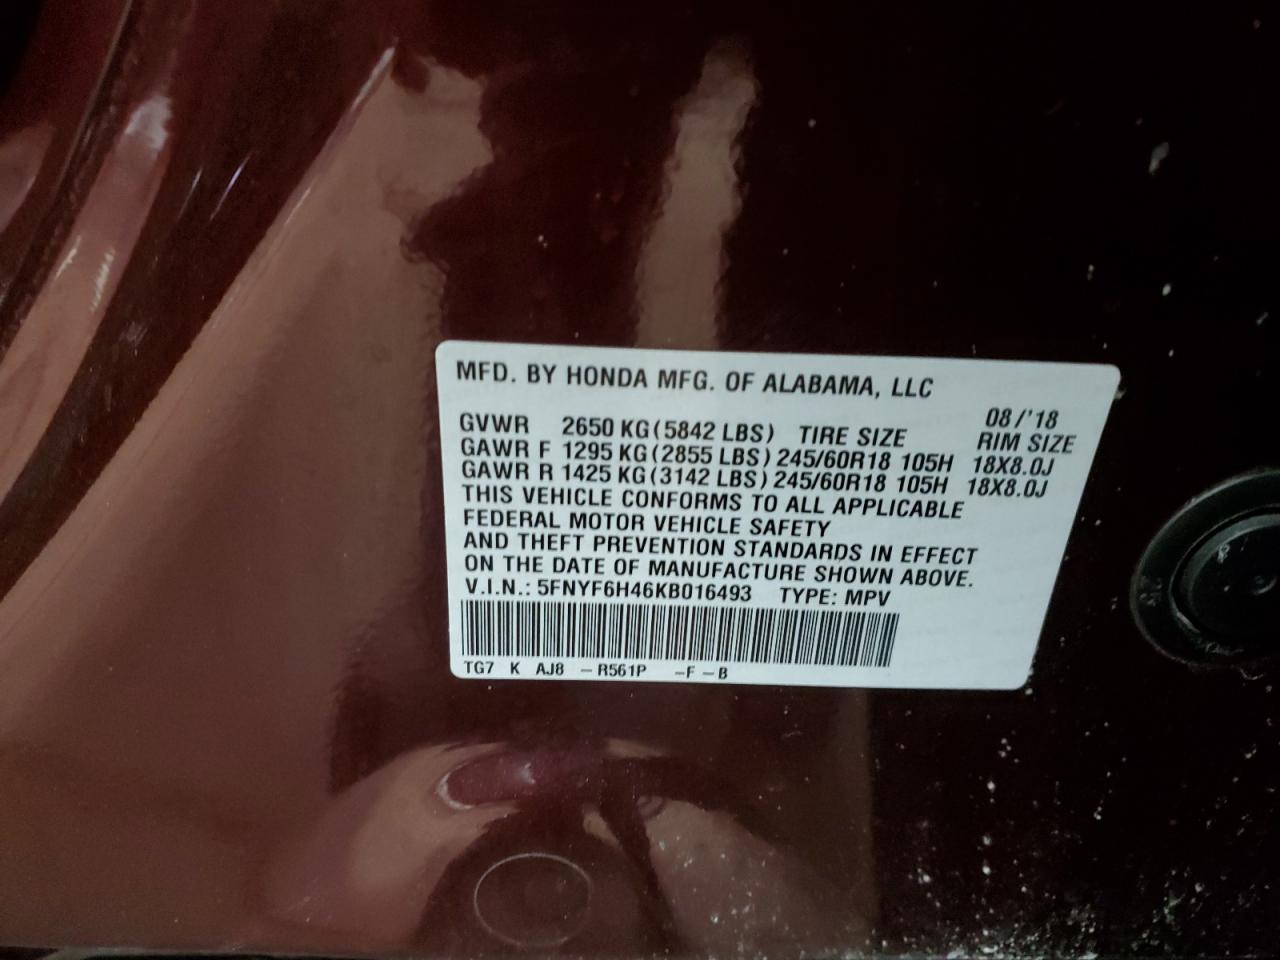 MFD. BY HONDA MFG. OF ALABAMA, LLC
08/'18
GVWR 2650 KG (5842 LBS) TIRE SIZE RIM SIZE
GAWR F 1295 KG (2855 LBS) 245/60R18 105H 18X8.0J
GAWR R 1425 KG (3142 LBS) 245/60R18 105H 18X8.0J
THIS VEHICLE CONFORMS TO ALL APPLICABLE
FEDERAL MOTOR VEHICLE SAFETY
AND THEFT PREVENTION STANDARDS IN EFFECT
ON THE DATE OF MANUFACTURE SHOWN ABOVE.
V.I.N.: 5FNYF6H46KB016493 TYPE: MPV
TG7 K AJ8 -R561P -F-B